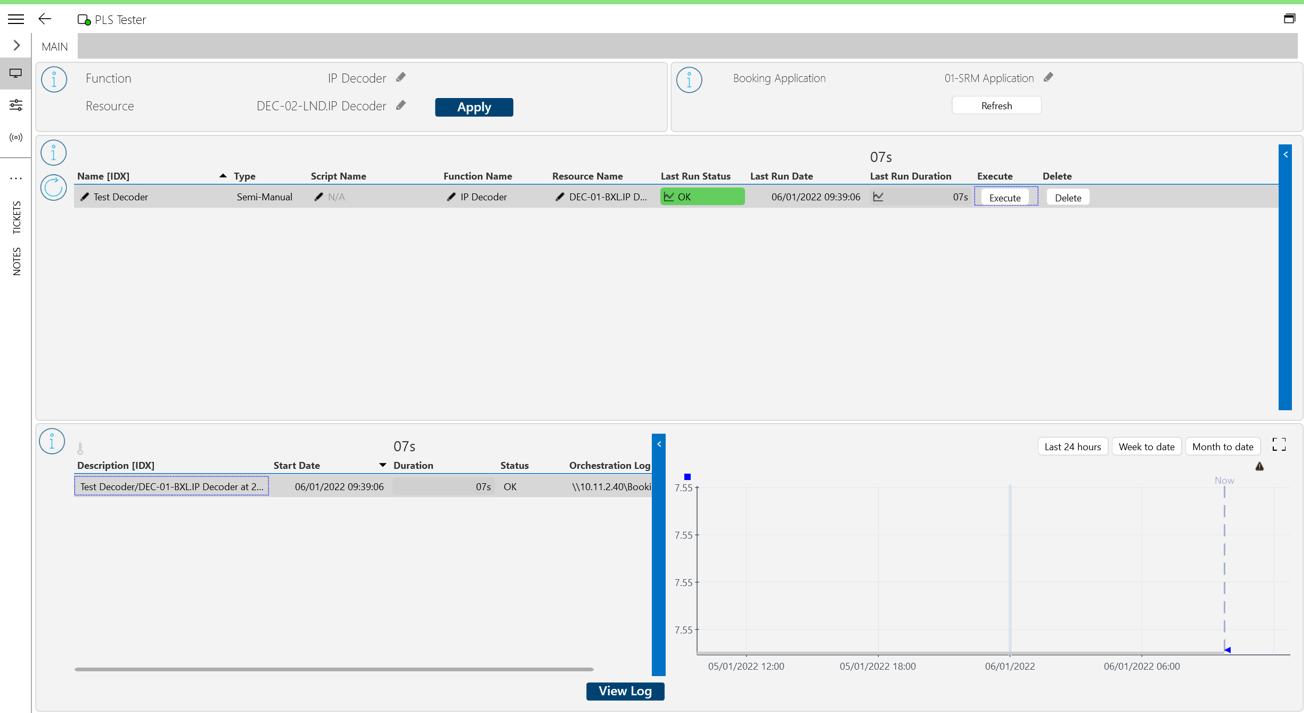 PLS Tester
MAIN
Function IP Decoder
Resource DEC-02-LND.IP Decoder Apply
Booking Application 01-SRM Application
Refresh
TICKETS
NOTES
07s
Name [IDX] Type Script Name Function Name Resource Name Last Run Status Last Run Date Last Run Duration Execute Delete
Test Decoder Semi-Manual N/A IP Decoder DEC-01-BXL.IP D... OK 06/01/2022 09:39:06 07s Execute Delete
07s
Description [IDX] Start Date Duration Status Orchestration Log
Test Decoder/DEC-01-BXL.IP Decoder at 2... 06/01/2022 09:39:06 07s OK \\10.11.2.40\Booki
View Log
Last 24 hours Week to date Month to date
Now
7.55
7.55
7.55
7.55
05/01/2022 12:00 05/01/2022 18:00 06/01/2022 06/01/2022 06:00